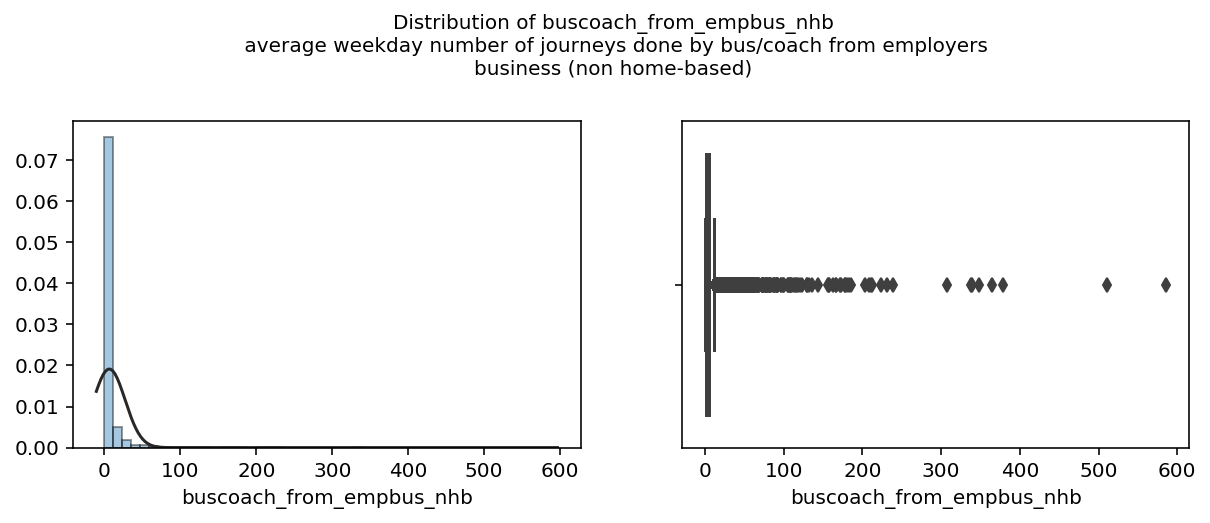 Distribution of buscoach_from_empbus_nhb
average weekday number of journeys done by bus/coach from employers
business (non home-based)
0.07
0.06
0.05
0.04
0.03
0.02
0.01
0.00
0 100 200 300 400 500 600
buscoach_from_empbus_nhb
0 100 200 300 400 500 600
buscoach_from_empbus_nhb